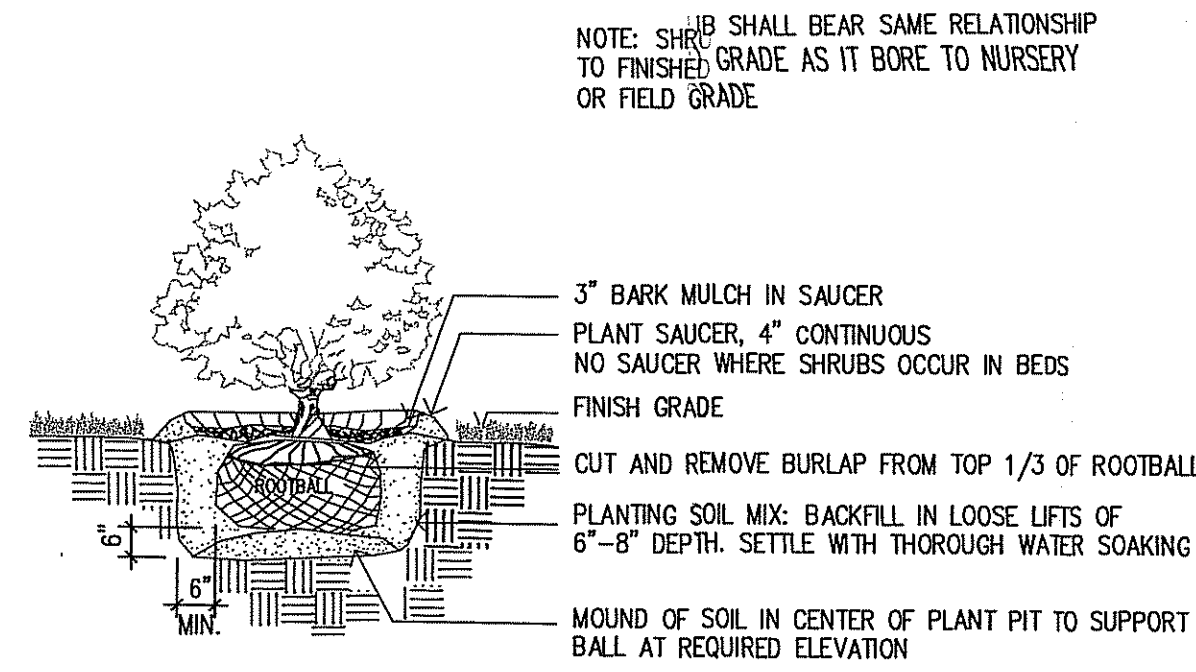 NOTE: SHRUB SHALL BEAR SAME RELATIONSHIP
TO FINISHED GRADE AS IT BORE TO NURSERY
OR FIELD GRADE
3" BARK MULCH IN SAUCER
PLANT SAUCER, 4" CONTINUOUS
NO SAUCER WHERE SHRUBS OCCUR IN BEDS
FINISH GRADE
CUT AND REMOVE BURLAP FROM TOP 1/3 OF ROOTBALL
ROOTBALL
PLANTING SOIL MIX: BACKFILL IN LOOSE LIFTS OF
6"-8" DEPTH. SETTLE WITH THOROUGH WATER SOAKING
6"
6"
MIN.
MOUND OF SOIL IN CENTER OF PLANT PIT TO SUPPORT
BALL AT REQUIRED ELEVATION